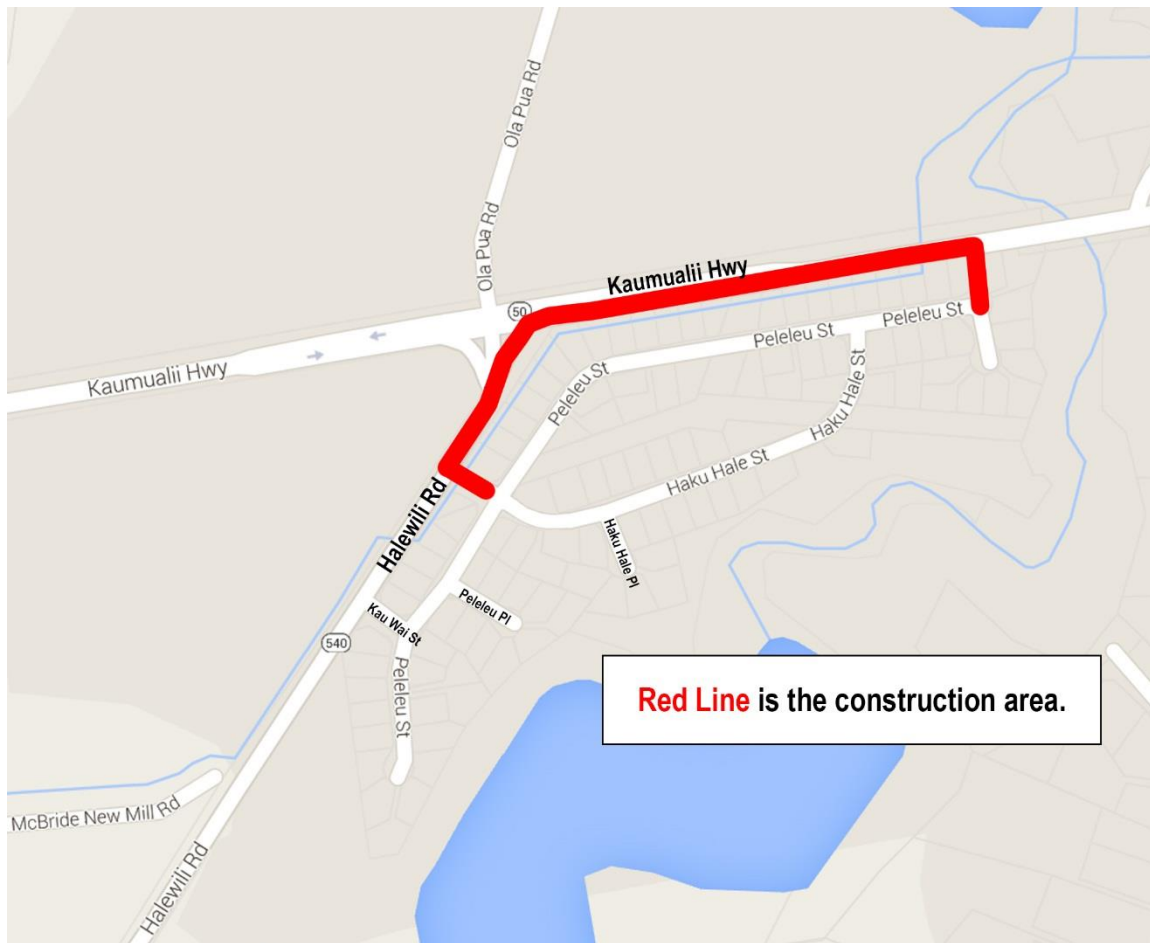 Ola Pua Rd
Ola Pua Rd
Kaumualii Hwy
50
Kaumualii Hwy
Peleleu St
Peleleu St
Peleleu St
Haku Hale St
Haku Hale St
Haku Hale Pl
Halewili Rd
Peleleu Pl
Kau Wai St
540
Peleleu St
Red Line is the construction area.
McBride New Mill Rd
Halewili Rd